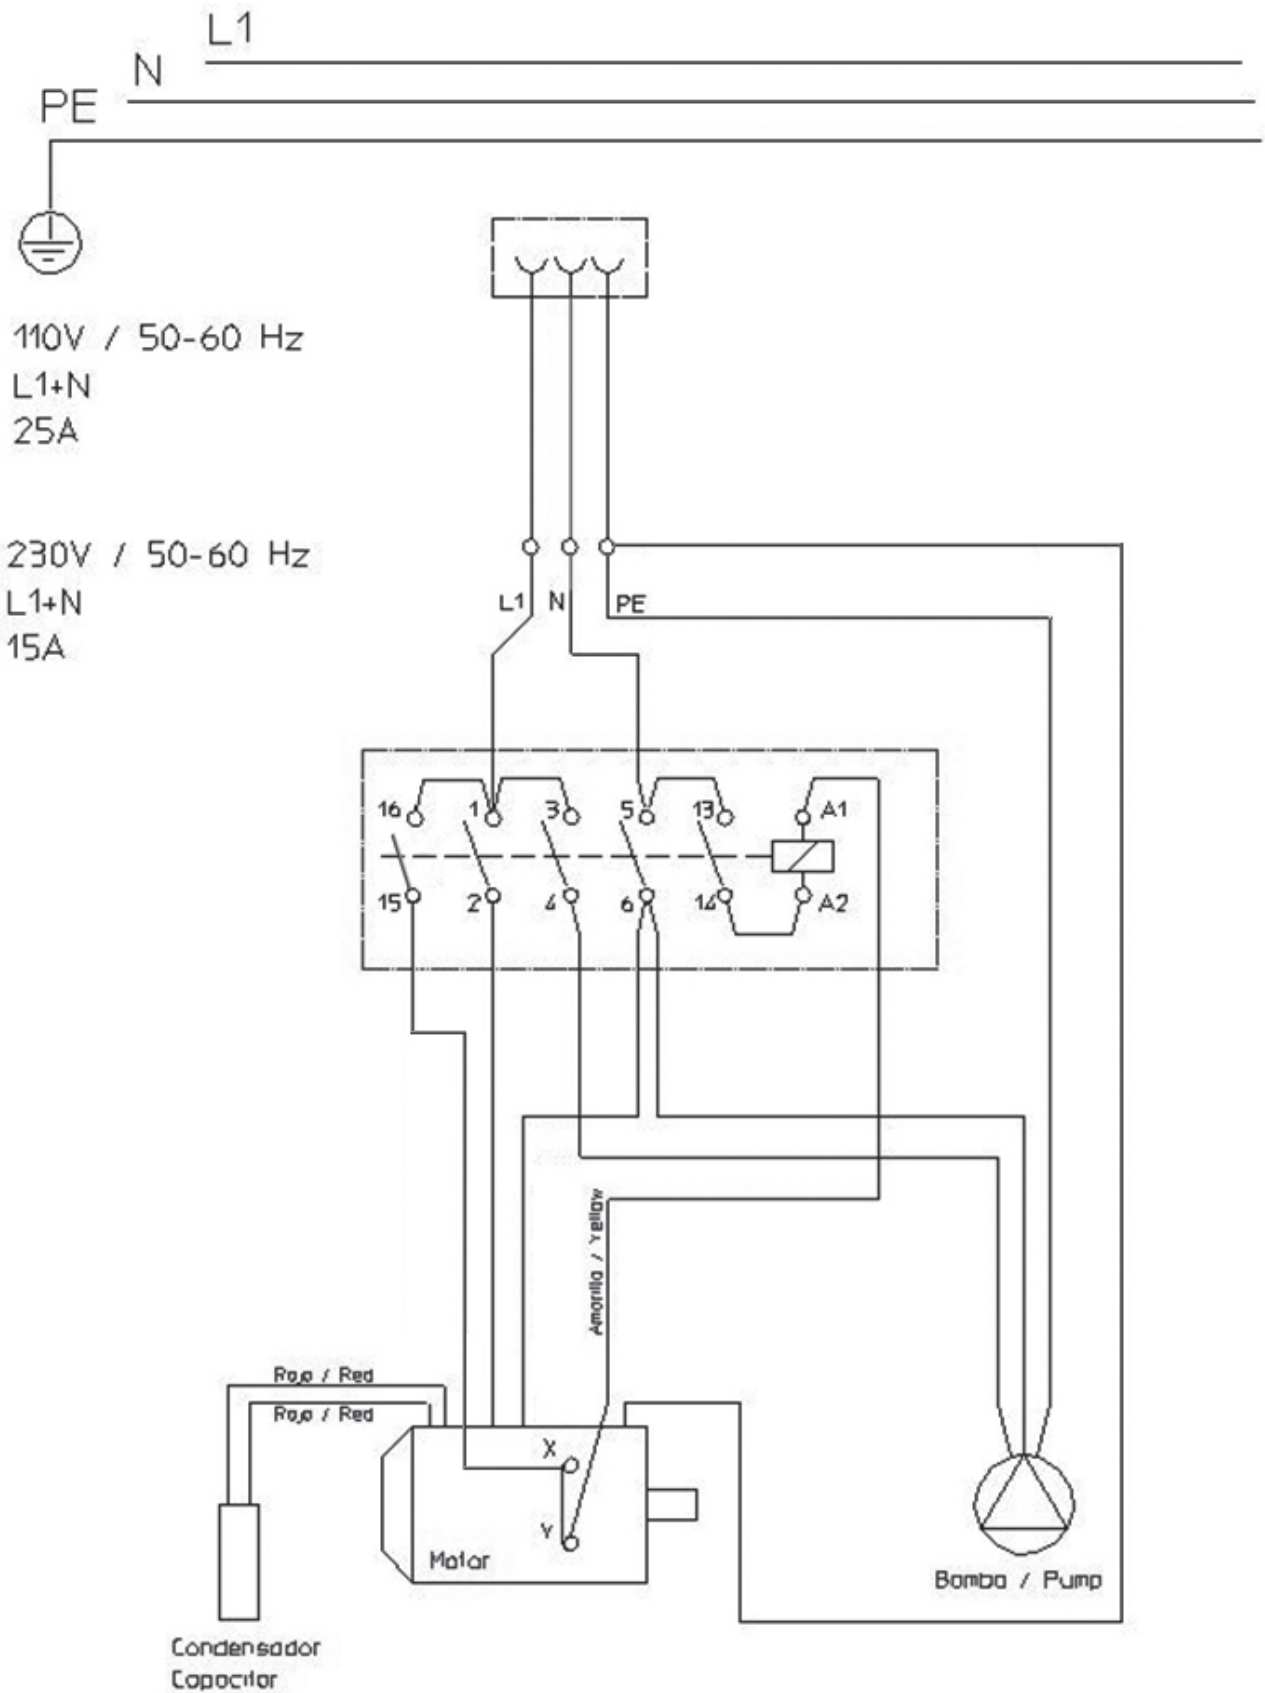 L1
N
PE
110V / 50-60 Hz
L1+N
25A
230V / 50-60 Hz
L1+N
15A
L1 N PE
16 1 3 5 13 A1
15 2 4 6 14 A2
Amarillo / Yellow
Rojo / Red
Rojo / Red
X
Y
Motor
Bomba / Pump
Condensador
Capacitor